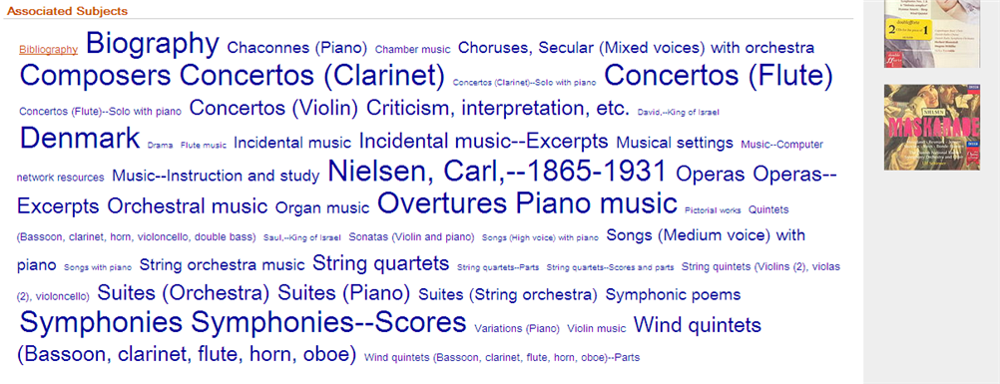 Associated Subjects
Bibliography Biography Chaconnes (Piano) Chamber music Choruses, Secular (Mixed voices) with orchestra
Composers Concertos (Clarinet) Concertos (Clarinet)--Solo with piano Concertos (Flute)
Concertos (Flute)--Solo with piano Concertos (Violin) Criticism, interpretation, etc. David,--King of Israel
Denmark Drama Flute music Incidental music Incidental music--Excerpts Musical settings Music--Computer
network resources Music--Instruction and study Nielsen, Carl,--1865-1931 Operas Operas--
Excerpts Orchestral music Organ music Overtures Piano music Pictorial works Quintets
(Bassoon, clarinet, horn, violoncello, double bass) Saul,--King of Israel Sonatas (Violin and piano) Songs (High voice) with piano Songs (Medium voice) with
piano Songs with piano String orchestra music String quartets String quartets--Parts String quartets--Scores and parts String quintets (Violins (2), violas
(2), violoncello) Suites (Orchestra) Suites (Piano) Suites (String orchestra) Symphonic poems
Symphonies Symphonies--Scores Variations (Piano) Violin music Wind quintets
(Bassoon, clarinet, flute, horn, oboe) Wind quintets (Bassoon, clarinet, flute, horn, oboe)--Parts
2
NIELSEN
MASKARADE